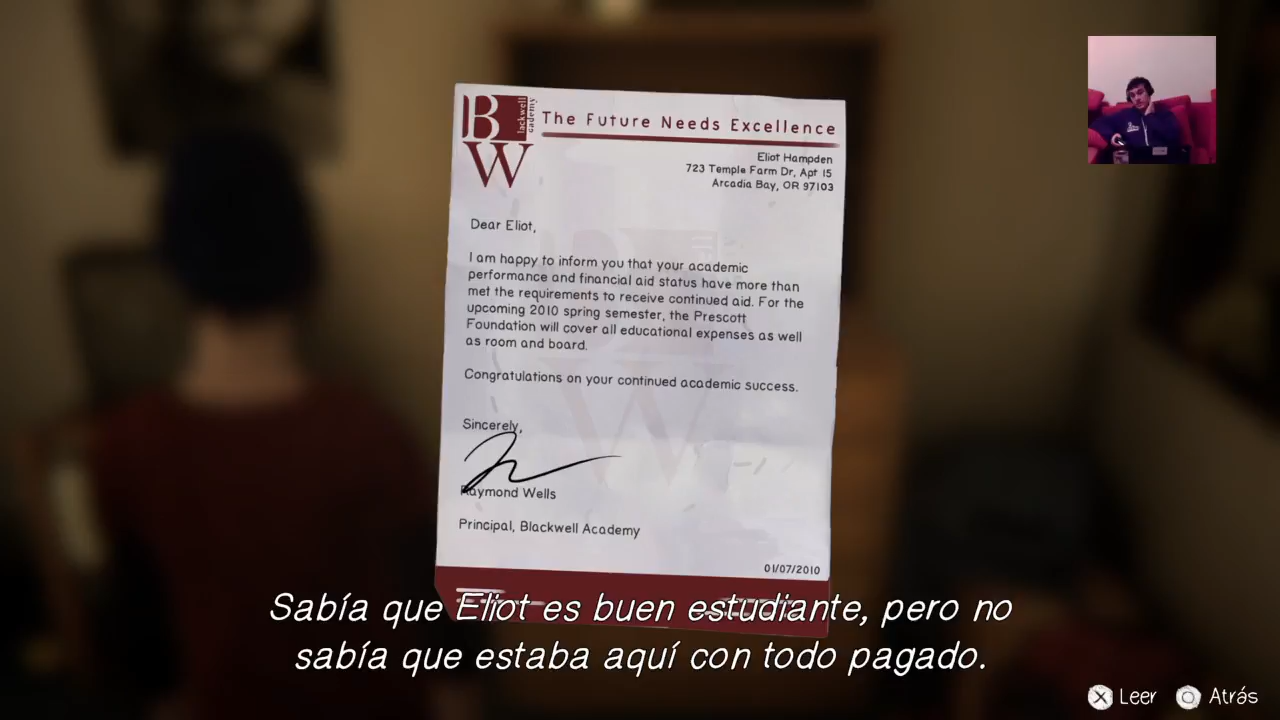 B
lackwell
cademy
W
The Future Needs Excellence
Eliot Hampden
723 Temple Farm Dr, Apt 15
Arcadia Bay, OR 97103
Dear Eliot,
I am happy to inform you that your academic
performance and financial aid status have more than
met the requirements to receive continued aid. For the
upcoming 2010 spring semester, the Prescott
Foundation will cover all educational expenses as well
as room and board.
Congratulations on your continued academic success.
Sincerely,
Raymond Wells
Principal, Blackwell Academy
01/07/2010
Sabía que Eliot es buen estudiante, pero no
sabía que estaba aquí con todo pagado.
Leer Atrás